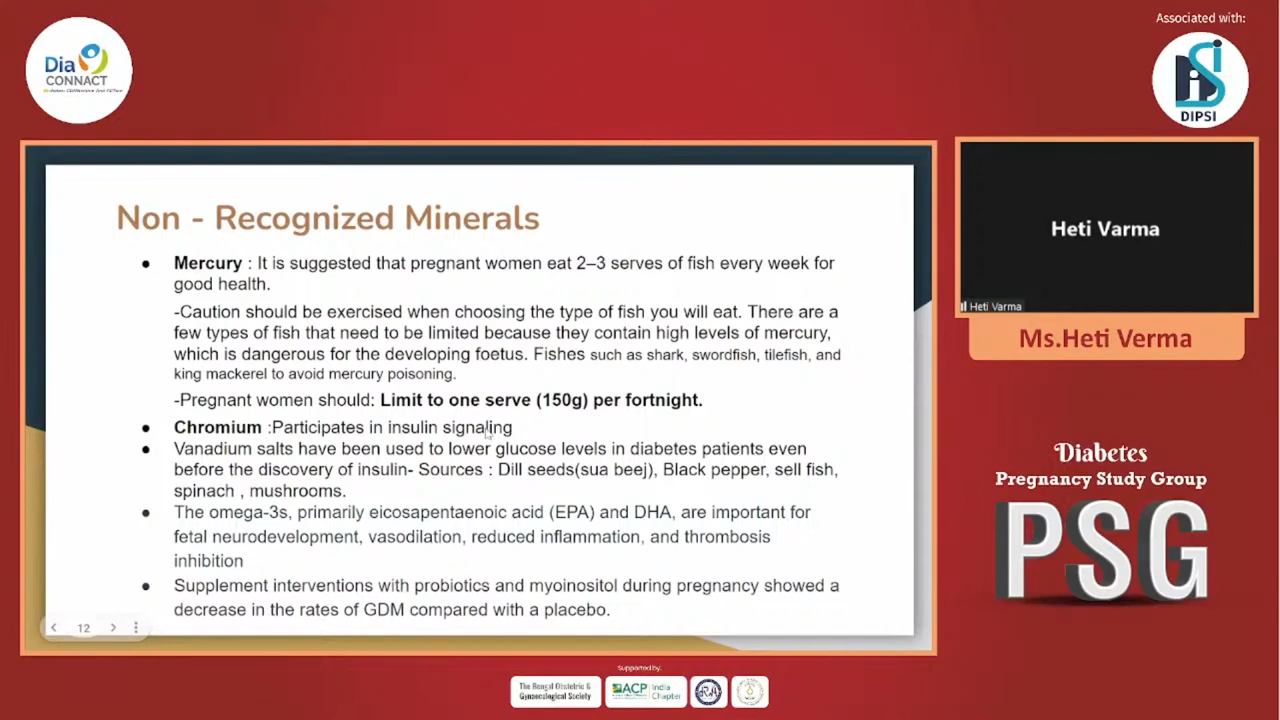 Associated with:
Dia
CONNACT
DIPSI
Non - Recognized Minerals
● Mercury : It is suggested that pregnant women eat 2–3 serves of fish every week for
good health.
-Caution should be exercised when choosing the type of fish you will eat. There are a
few types of fish that need to be limited because they contain high levels of mercury,
which is dangerous for the developing foetus. Fishes such as shark, swordfish, tilefish, and
king mackerel to avoid mercury poisoning.
-Pregnant women should: Limit to one serve (150g) per fortnight.
● Chromium :Participates in insulin signaling
● Vanadium salts have been used to lower glucose levels in diabetes patients even
before the discovery of insulin- Sources : Dill seeds(sua beej), Black pepper, sell fish,
spinach , mushrooms.
● The omega-3s, primarily eicosapentaenoic acid (EPA) and DHA, are important for
fetal neurodevelopment, vasodilation, reduced inflammation, and thrombosis
inhibition
● Supplement interventions with probiotics and myoinositol during pregnancy showed a
decrease in the rates of GDM compared with a placebo.
12
Heti Varma
Heti Varma
Ms.Heti Verma
Diabetes
Pregnancy Study Group
PSG
Supported by:
The Bengal Obstetric &
Gynaecological Society
ACP India
Chapter